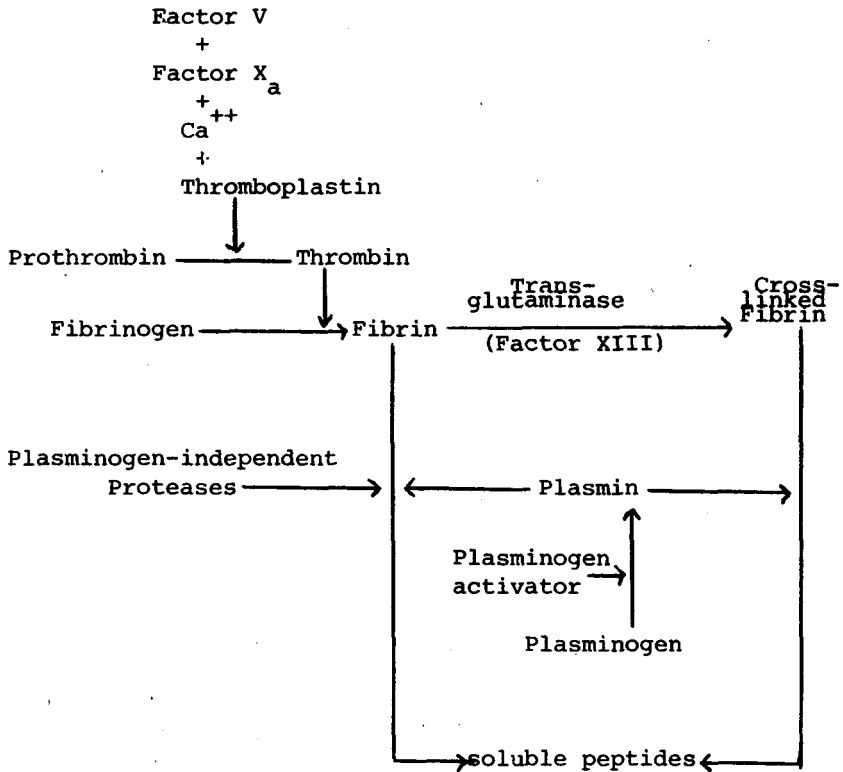 Factor V
+
Factor Xa
+
Ca++
+
Thromboplastin
Prothrombin
Thrombin
Trans-
glutaminase
Cross-
linked
Fibrin
Fibrinogen
Fibrin
(Factor XIII)
Plasminogen-independent
Proteases
Plasmin
Plasminogen
activator
Plasminogen
soluble peptides